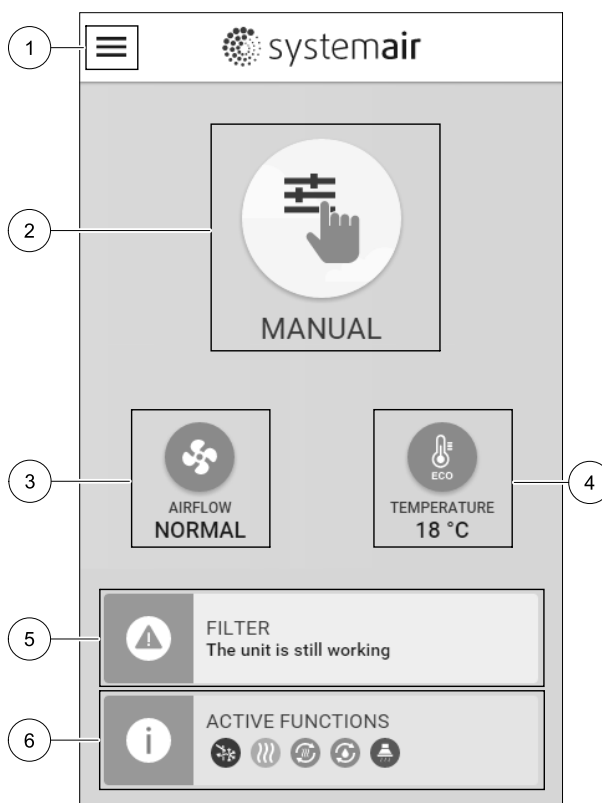 1
systemair
2
MANUAL
3
ECO
4
AIRFLOW
NORMAL
TEMPERATURE
18 °C
5
FILTER
The unit is still working
6
i
ACTIVE FUNCTIONS